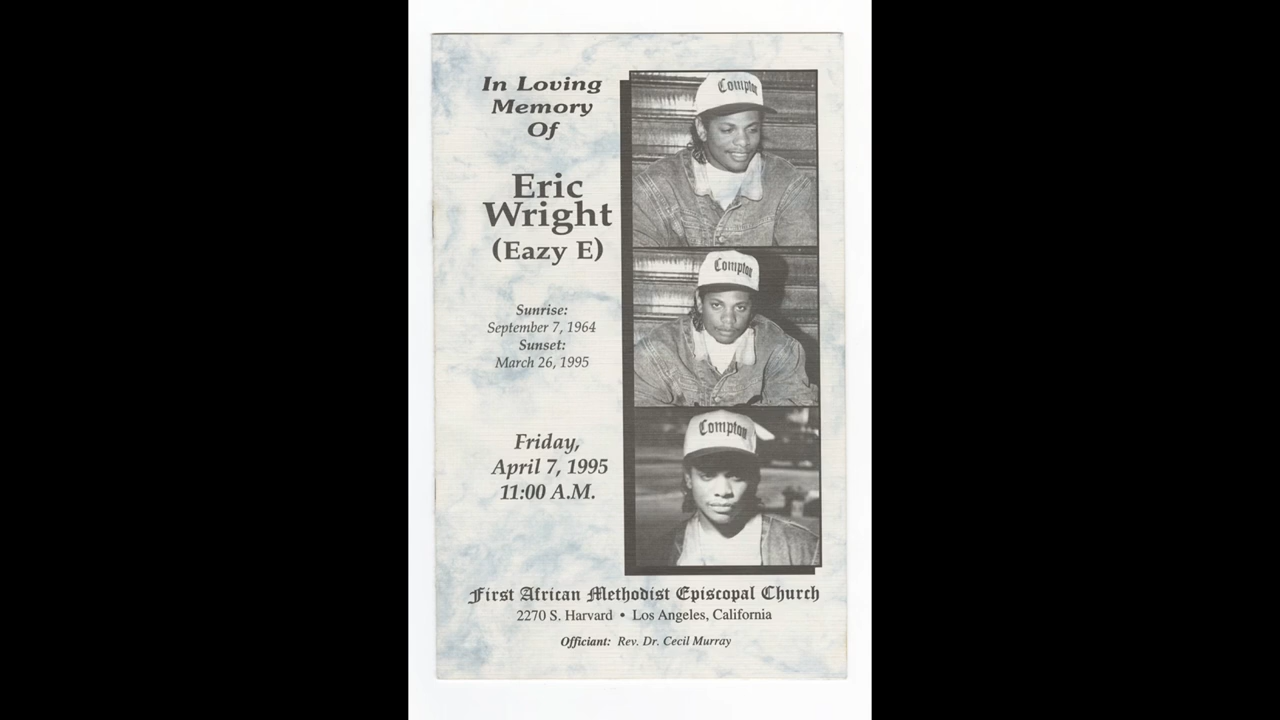 In Loving
Memory
Of
Eric
Wright
(Eazy E)
Sunrise:
September 7, 1964
Sunset:
March 26, 1995
Friday,
April 7, 1995
11:00 A.M.
Compton
Compton
Compton
First African Methodist Episcopal Church
2270 S. Harvard • Los Angeles, California
Officiant: Rev. Dr. Cecil Murray